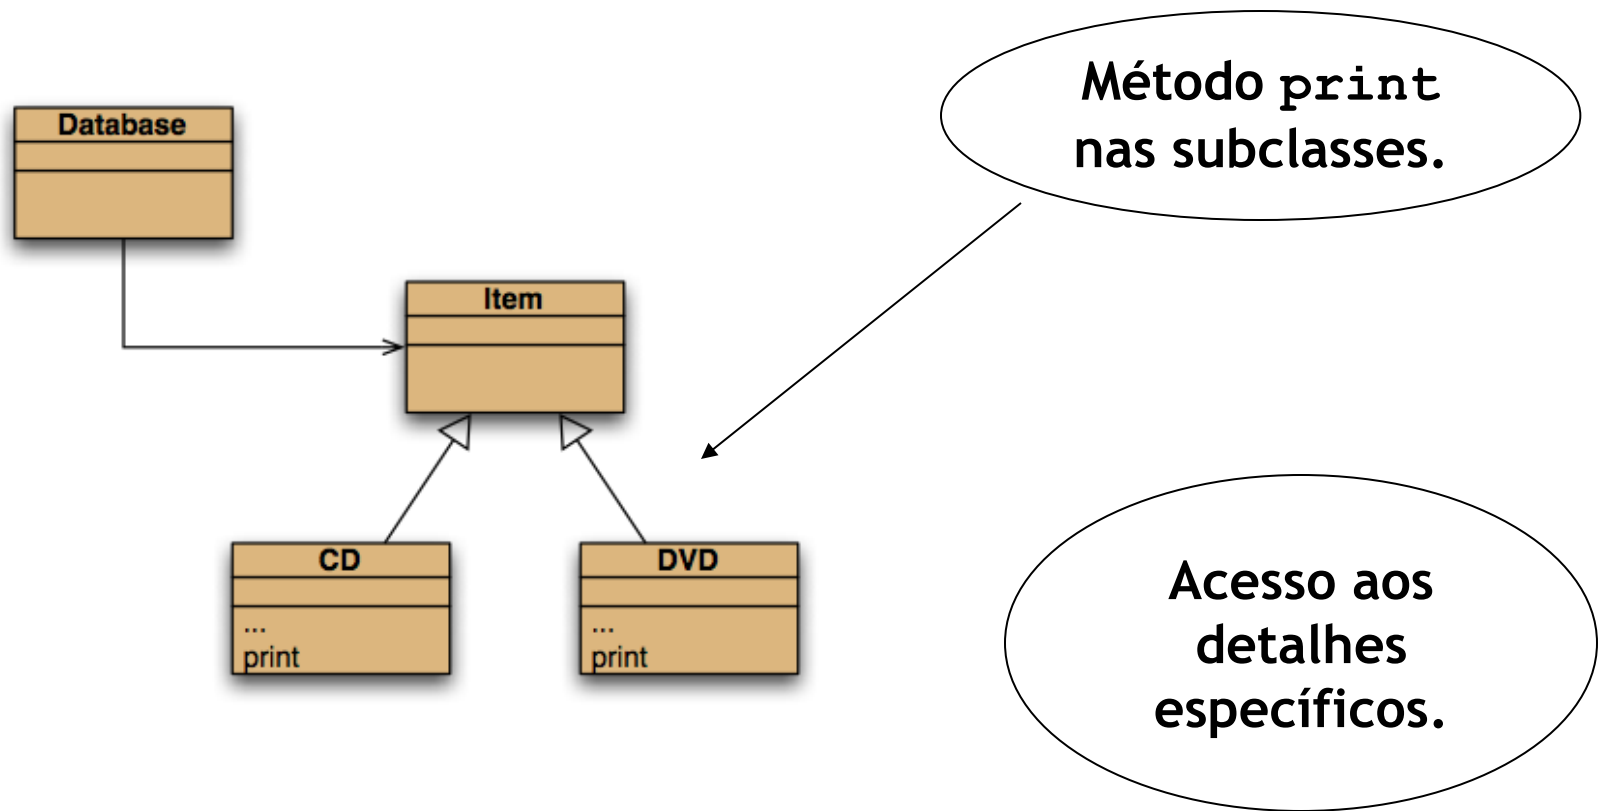 Método print
nas subclasses.
Database
Item
CD
...
print
DVD
...
print
Acesso aos
detalhes
específicos.